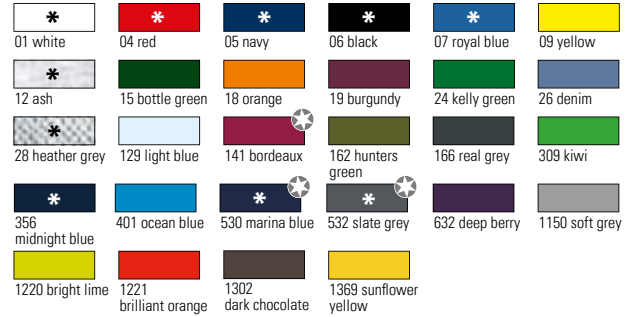 * * * * *
01 white 04 red 05 navy 06 black 07 royal blue 09 yellow
*
12 ash 15 bottle green 18 orange 19 burgundy 24 kelly green 26 denim
*
28 heather grey 129 light blue 141 bordeaux 162 hunters 166 real grey 309 kiwi
green
* * *
356 401 ocean blue 530 marina blue 532 slate grey 632 deep berry 1150 soft grey
midnight blue
1220 bright lime 1221 1302 1369 sunflower
brilliant orange dark chocolate yellow